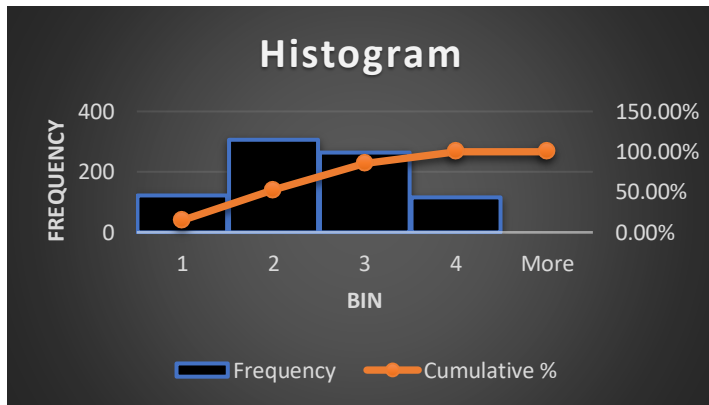 Histogram
400
200
0
FREQUENCY
150.00%
100.00%
50.00%
0.00%
1 2 3 4 More
BIN
Frequency Cumulative %